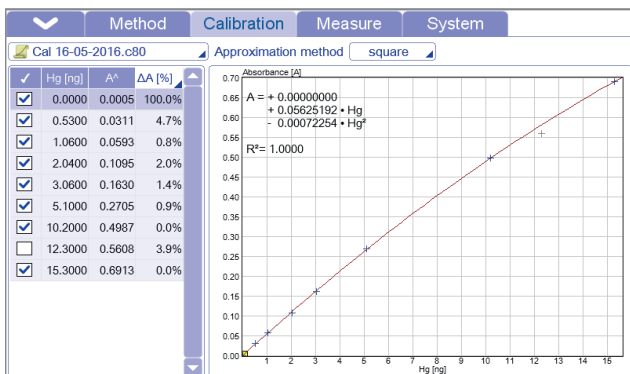 Method Calibration Measure System
Cal 16-05-2016.c80 Approximation method square
✓ Hg [ng] A^ ΔA [%]
0.0000 0.0005 100.0%
0.5300 0.0311 4.7%
1.0600 0.0593 0.8%
2.0400 0.1095 2.0%
3.0600 0.1630 1.4%
5.1000 0.2705 0.9%
10.2000 0.4987 0.0%
12.3000 0.5608 3.9%
15.3000 0.6913 0.0%
Absorbance [A]
A = + 0.00000000
+ 0.05625192 • Hg
- 0.00072254 • Hg²
R²= 1.0000
0.70
0.65
0.60
0.55
0.50
0.45
0.40
0.35
0.30
0.25
0.20
0.15
0.10
0.05
0.00
1 2 3 4 5 6 7 8 9 10 11 12 13 14 15
Hg [ng]